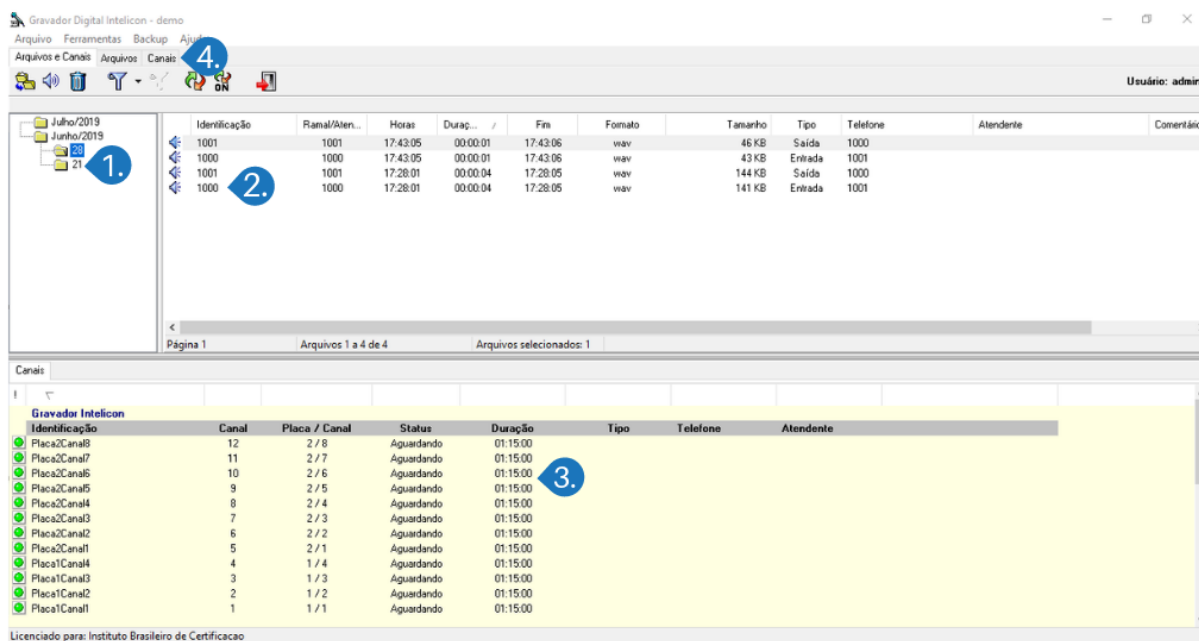 Gravador Digital Intelicon - demo
Arquivo Ferramentas Backup
Arquivos e Canais Arquivos Canais 4.
ON
Usuário: admin
Julho/2019
Junho/2019
28
21 1.
Identificação Ramal/Aten... Horas Duraç... / Fim Formato Tamanho Tipo Telefone Atendente Comentário
1001 1001 17:43:05 00:00:01 17:43:06 wav 46 KB Saída 1000
1000 1000 17:43:05 00:00:01 17:43:06 wav 43 KB Entrada 1001
1001 1001 17:28:01 00:00:04 17:28:05 wav 144 KB Saída 1000
1000 2. 1000 17:28:01 00:00:04 17:28:05 wav 141 KB Entrada 1001
Página 1 Arquivos 1 a 4 de 4 Arquivos selecionados: 1
Canais
!
Gravador Intelicon
Identificação Canal Placa / Canal Status Duração Tipo Telefone Atendente
Placa2Canal8 12 2 / 8 Aguardando 01:15:00
Placa2Canal7 11 2 / 7 Aguardando 01:15:00
Placa2Canal6 10 2 / 6 Aguardando 01:15:00 3.
Placa2Canal5 9 2 / 5 Aguardando 01:15:00
Placa2Canal4 8 2 / 4 Aguardando 01:15:00
Placa2Canal3 7 2 / 3 Aguardando 01:15:00
Placa2Canal2 6 2 / 2 Aguardando 01:15:00
Placa2Canal1 5 2 / 1 Aguardando 01:15:00
Placa1Canal4 4 1 / 4 Aguardando 01:15:00
Placa1Canal3 3 1 / 3 Aguardando 01:15:00
Placa1Canal2 2 1 / 2 Aguardando 01:15:00
Placa1Canal1 1 1 / 1 Aguardando 01:15:00
Licenciado para: Instituto Brasileiro de Certificacao